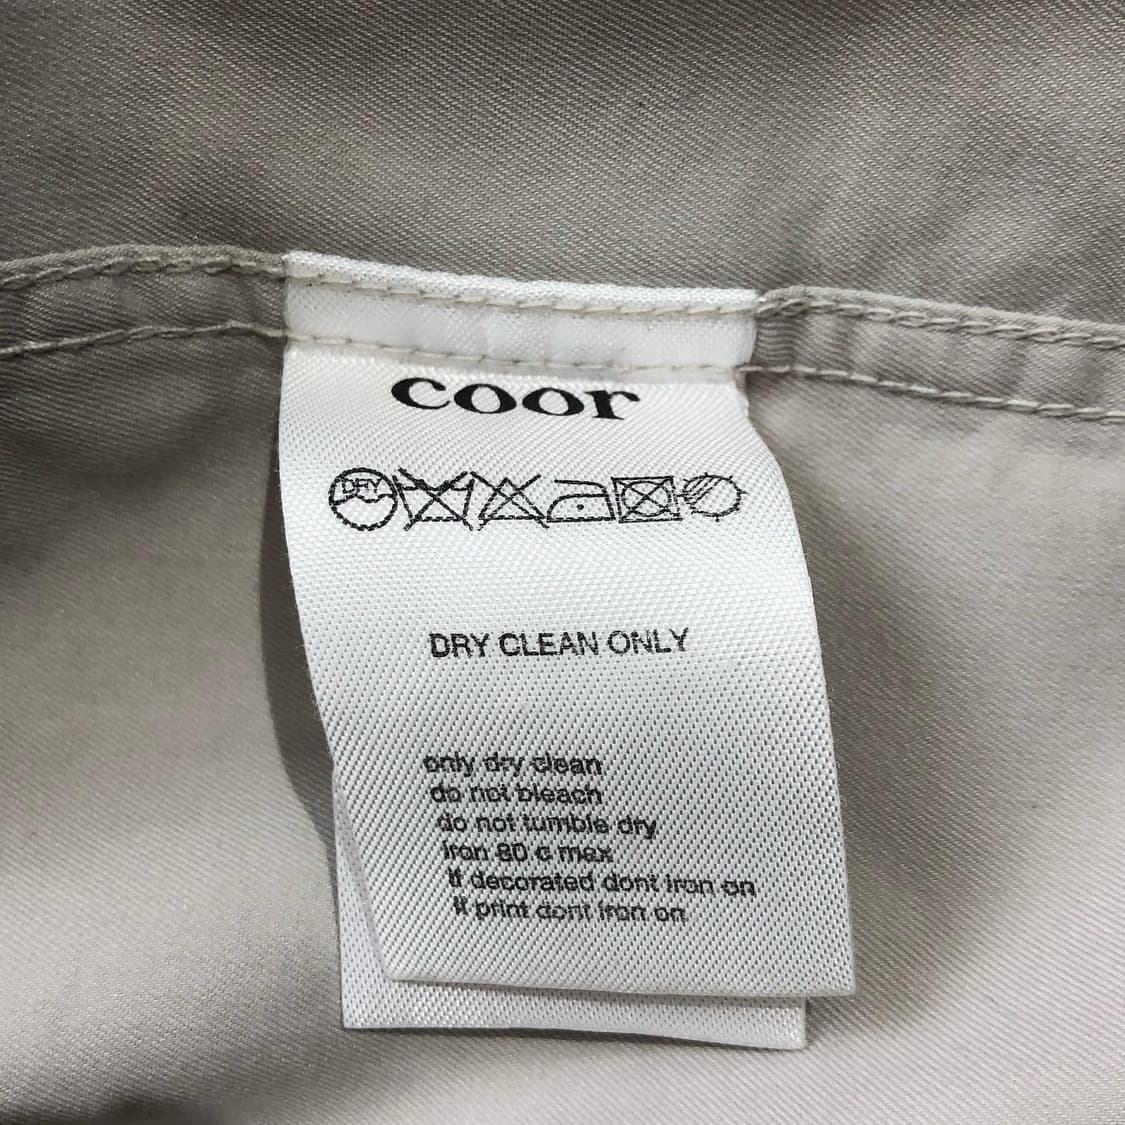 coor
DRY
DRY CLEAN ONLY
only dry clean
do not bleach
do not tumble dry
iron 80 c max
If decorated dont iron on
If print dont iron on